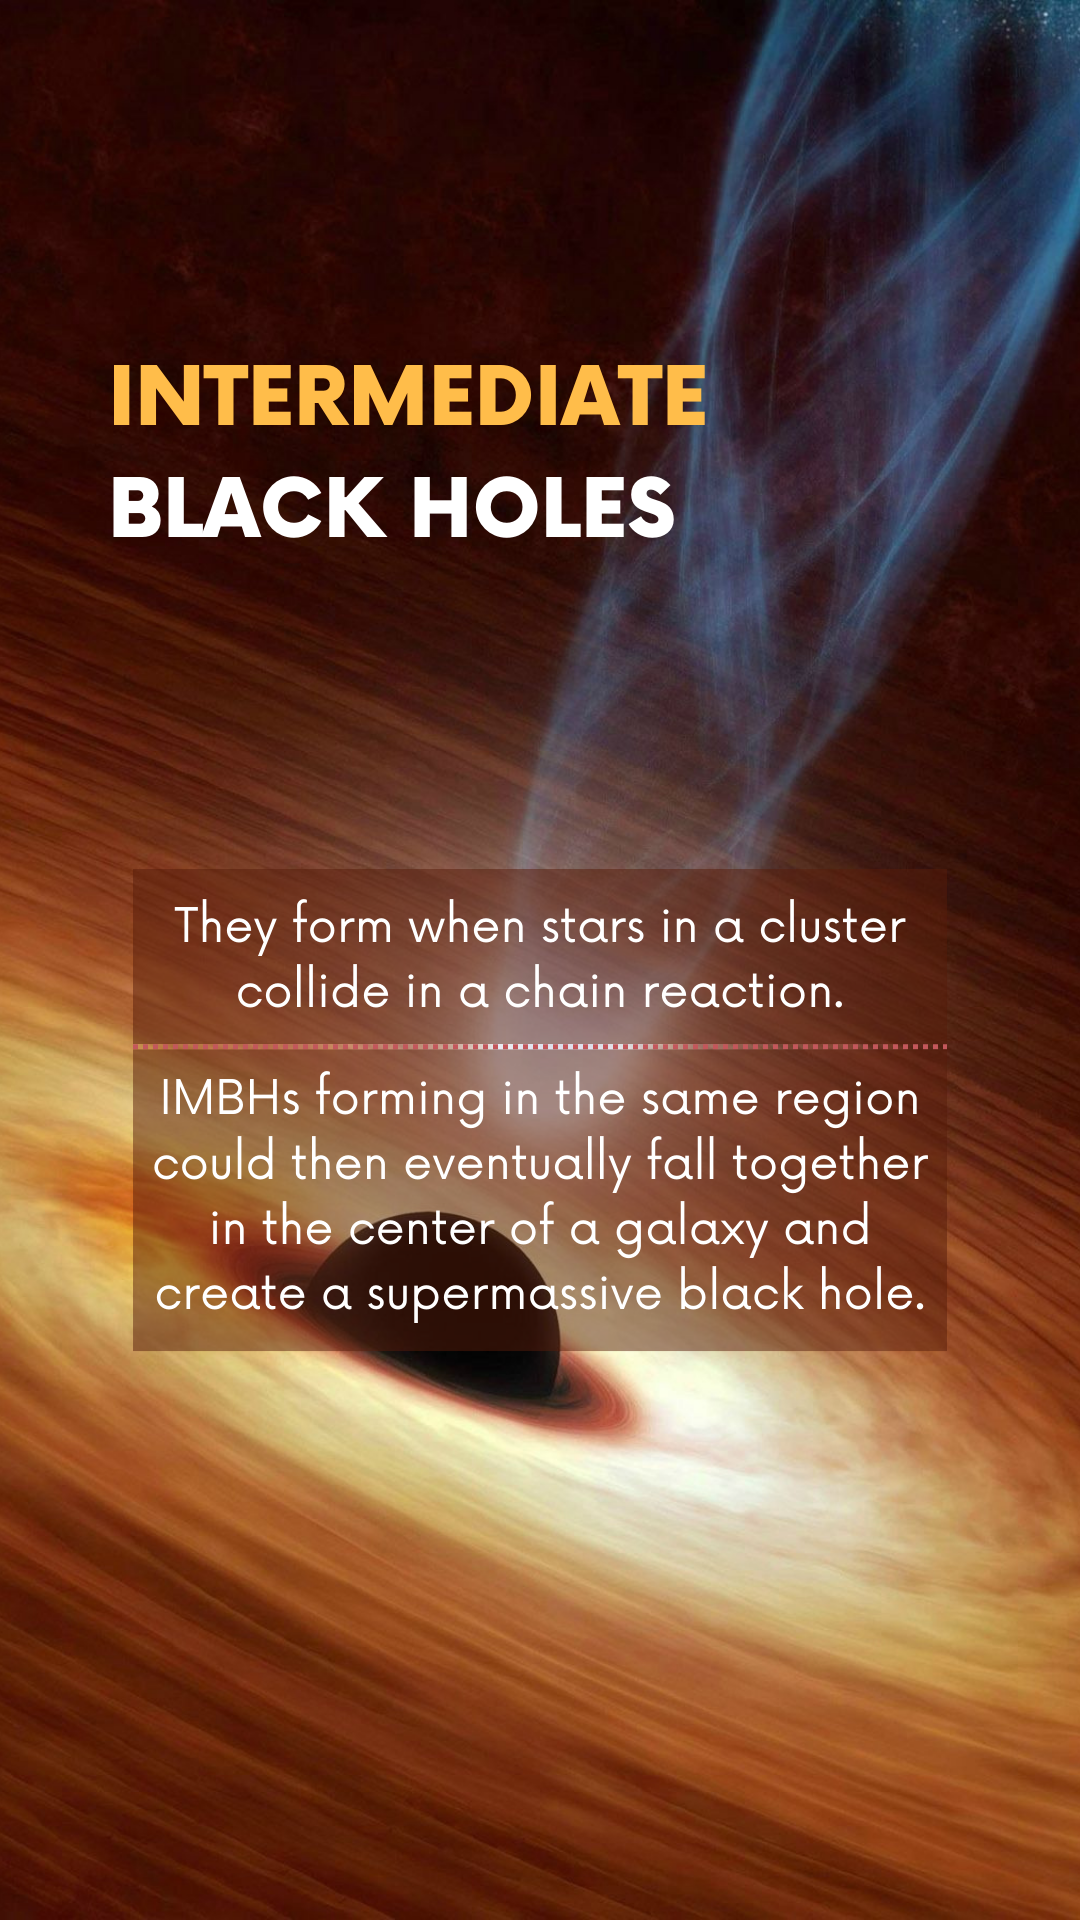 INTERMEDIATE
BLACK HOLES
They form when stars in a cluster
collide in a chain reaction.
IMBHs forming in the same region
could then eventually fall together
in the center of a galaxy and
create a supermassive black hole.